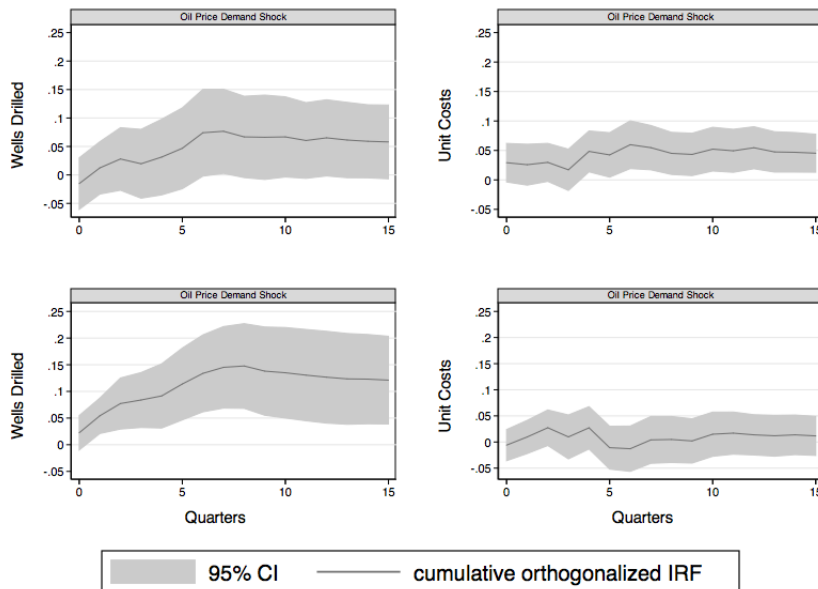 Oil Price Demand Shock
Wells Drilled
.25
.2
.15
.1
.05
0
-.05
0 5 10 15
Oil Price Demand Shock
Unit Costs
.25
.2
.15
.1
.05
0
-.05
0 5 10 15
Oil Price Demand Shock
Wells Drilled
.25
.2
.15
.1
.05
0
-.05
0 5 10 15
Quarters
Oil Price Demand Shock
Unit Costs
.25
.2
.15
.1
.05
0
-.05
0 5 10 15
Quarters
95% CI cumulative orthogonalized IRF